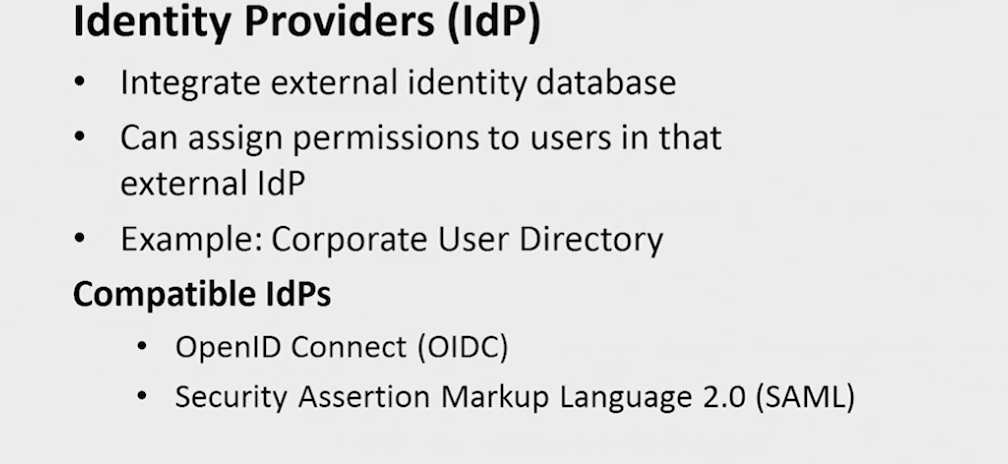 Identity Providers (IdP)
• Integrate external identity database
• Can assign permissions to users in that
external IdP
• Example: Corporate User Directory
Compatible IdPs
• OpenID Connect (OIDC)
• Security Assertion Markup Language 2.0 (SAML)